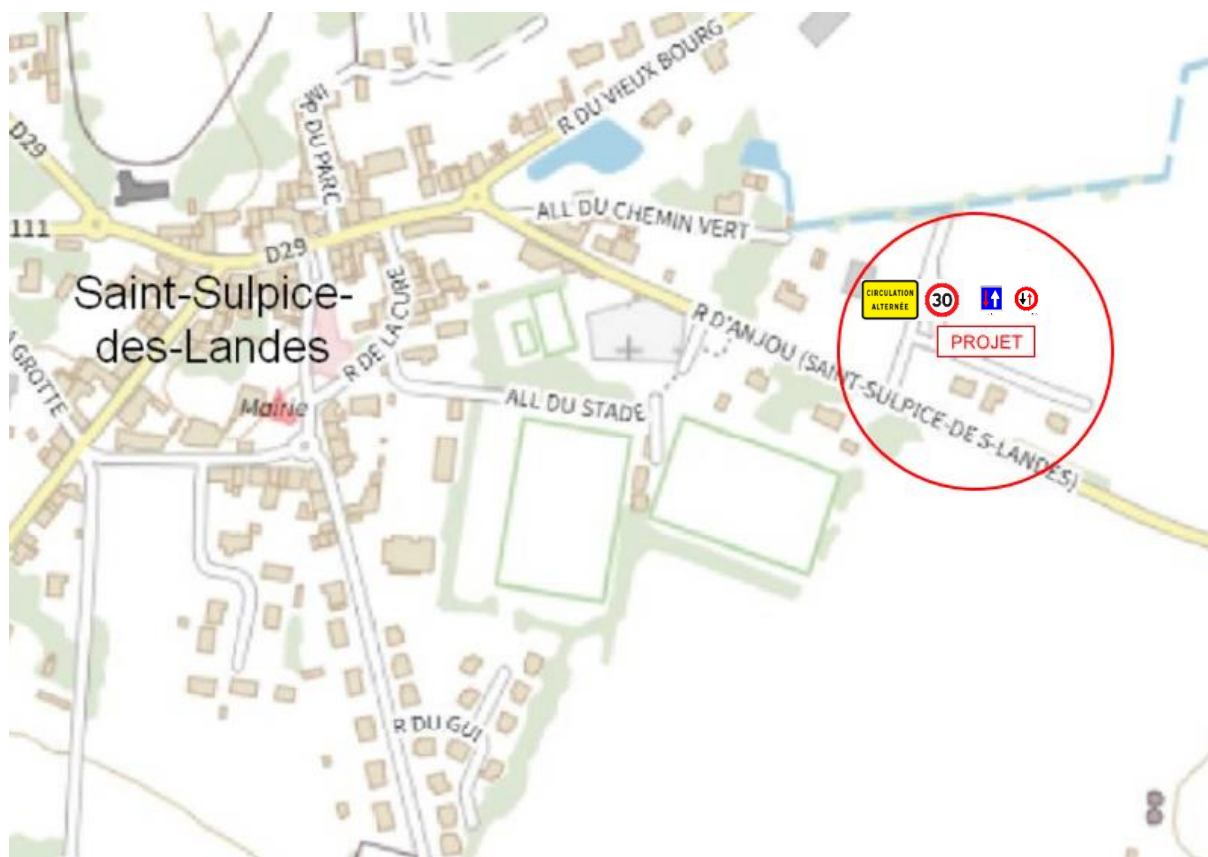 IMP
R DU PARC
D29
111
D29
R DU VIEUX BOURG
ALL DU CHEMIN VERT
Saint-Sulpice-
des-Landes
R DE LA CURE
Mairie
A GROTTE
ALL DU STADE
R D'ANJOU (SAINT-SULPICE-DE S-LANDES)
CIRCULATION
ALTERNÉE
30
PROJET
R DU GUI